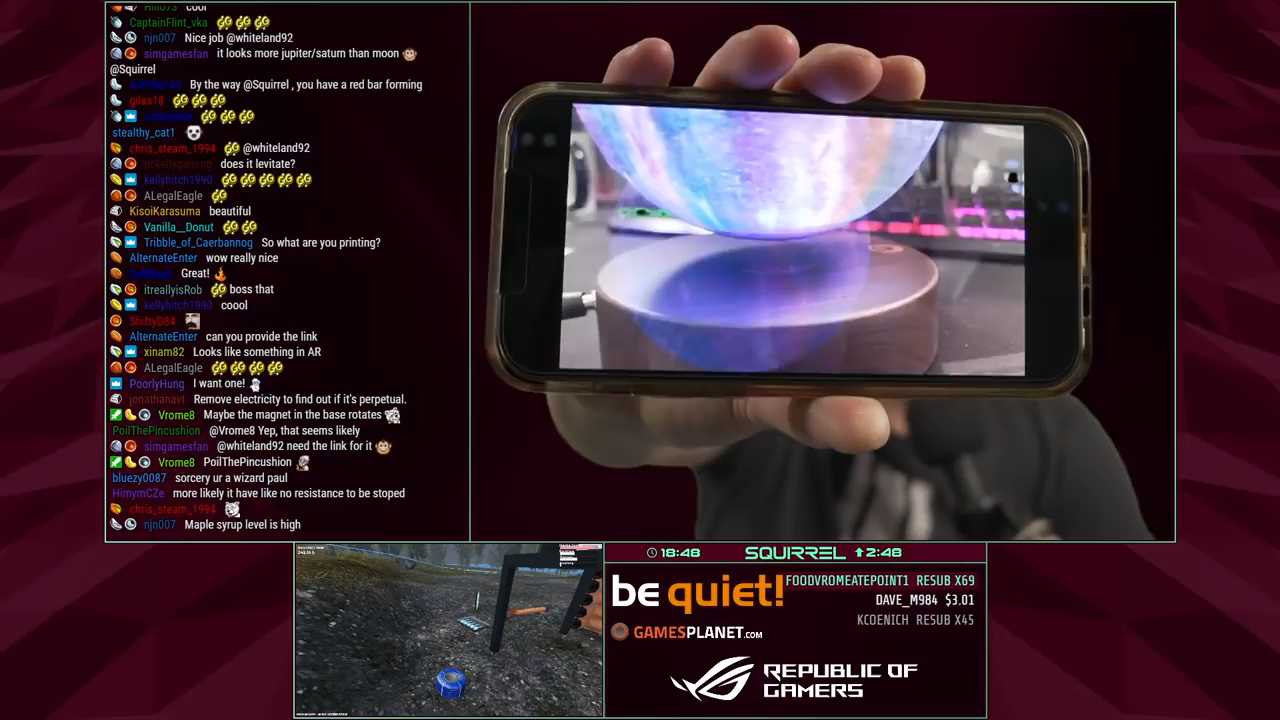 Hillo73 cool
CaptainFlint_vka
njn007 Nice job @whiteland92
simgamesfan it looks more jupiter/saturn than moon
@Squirrel
By the way @Squirrel , you have a red bar forming
gilaa18
stealthy_cat1
chris_steam_1994 @whiteland92
pckellygaming does it levitate?
kellyhitch1990
ALegalEagle
KisoiKarasuma beautiful
Vanilla__Donut
Tribble_of_Caerbannog So what are you printing?
AlternateEnter wow really nice
Great!
itreallyisRob boss that
kellyhitch1990 coool
ShiftyD84
AlternateEnter can you provide the link
xinam82 Looks like something in AR
ALegalEagle
PoorlyHung I want one!
jonathanav1 Remove electricity to find out if it's perpetual.
Vrome8 Maybe the magnet in the base rotates
PoilThePincushion @Vrome8 Yep, that seems likely
simgamesfan @whiteland92 need the link for it
Vrome8 PoilThePincushion
bluezy0087 sorcery ur a wizard paul
HimymCZe more likely it have like no resistance to be stoped
chris_steam_1994
njn007 Maple syrup level is high
18:48 SQUIRREL 2:48
be quiet!
FOODVROMEATEPOINT1 RESUB X69
DAVE_M984 $3.01
KCOENICH RESUB X45
GAMESPLANET.COM
REPUBLIC OF
GAMERS